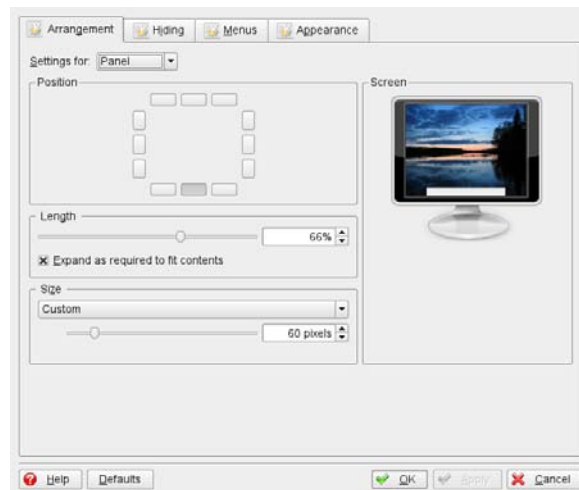 Arrangement Hiding Menus Appearance
Settings for: Panel
Position
Screen
Length
66%
Expand as required to fit contents
Size
Custom
60 pixels
Help Defaults OK Apply Cancel